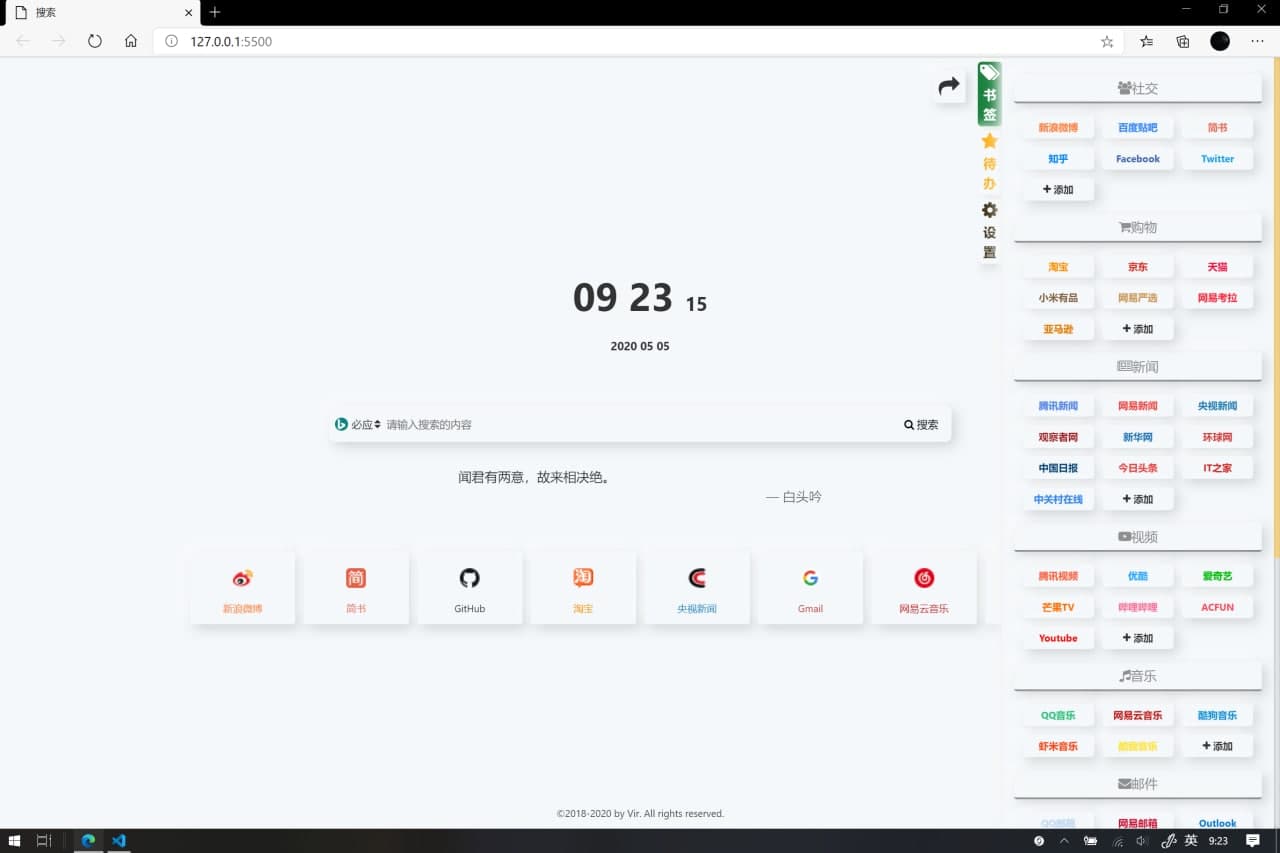 搜索
127.0.0.1:5500
书签
待办
设置
09 23 15
2020 05 05
必应 请输入搜索的内容 搜索
闻君有两意，故来相决绝。
— 白头吟
新浪微博 简书 GitHub 淘宝 央视新闻 Gmail 网易云音乐
简
淘
©2018-2020 by Vir. All rights reserved.
社交
新浪微博 百度贴吧 简书
知乎 Facebook Twitter
添加
购物
淘宝 京东 天猫
小米有品 网易严选 网易考拉
亚马逊 添加
新闻
腾讯新闻 网易新闻 央视新闻
观察者网 新华网 环球网
中国日报 今日头条 IT之家
中关村在线 添加
视频
腾讯视频 优酷 爱奇艺
芒果TV 哔哩哔哩 ACFUN
Youtube 添加
音乐
QQ音乐 网易云音乐 酷狗音乐
虾米音乐 酷我音乐 添加
邮件
QQ邮箱 网易邮箱 Outlook
英 9:23